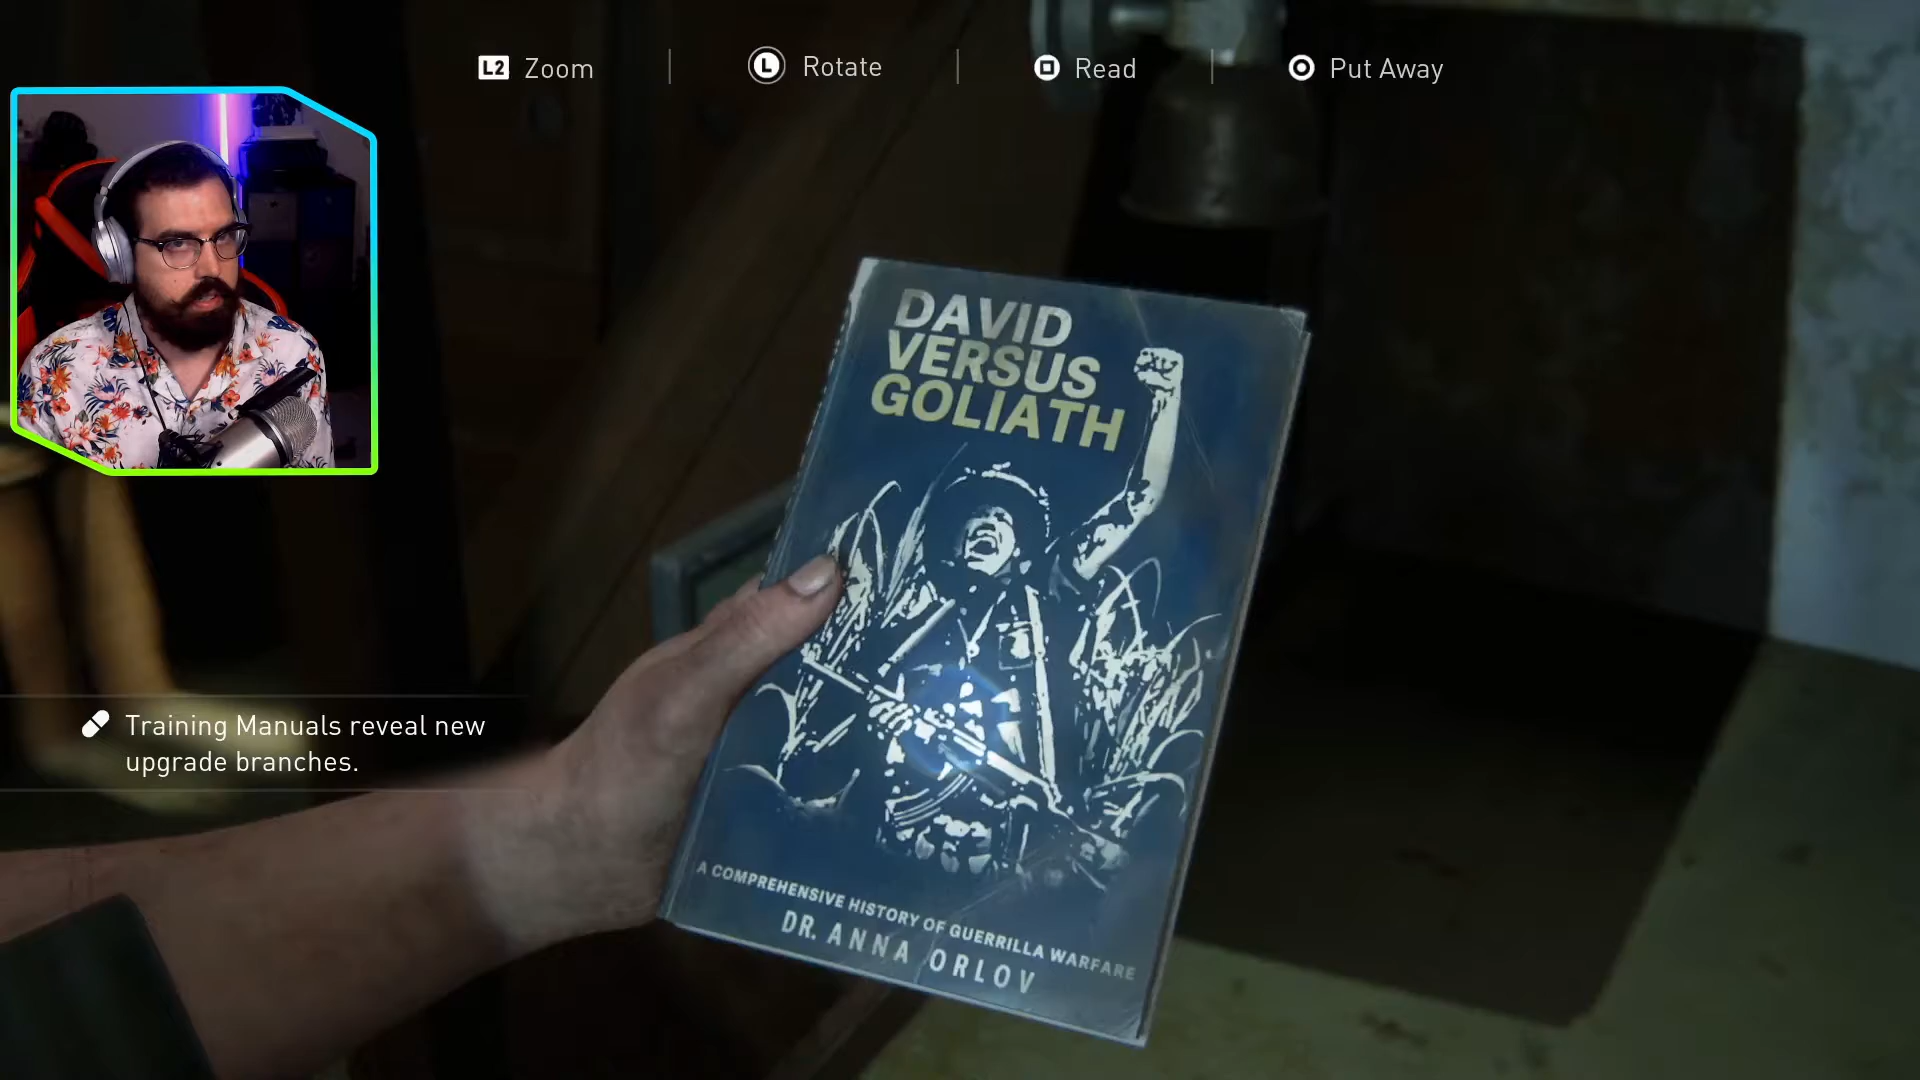 L2 Zoom
L Rotate
Read
Put Away
DAVID
VERSUS
GOLIATH
Training Manuals reveal new
upgrade branches.
A COMPREHENSIVE HISTORY OF GUERRILLA WARFARE
DR. ANNA ORLOV